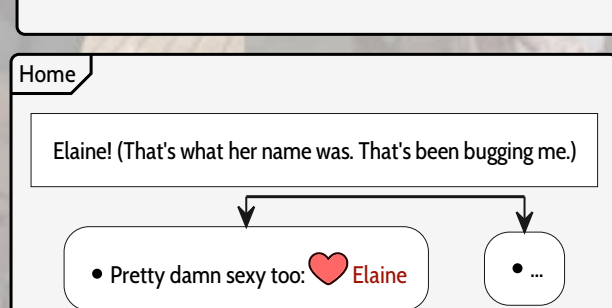 Home
Elaine! (That's what her name was. That's been bugging me.)
• Pretty damn sexy too: ❤ Elaine
• ...